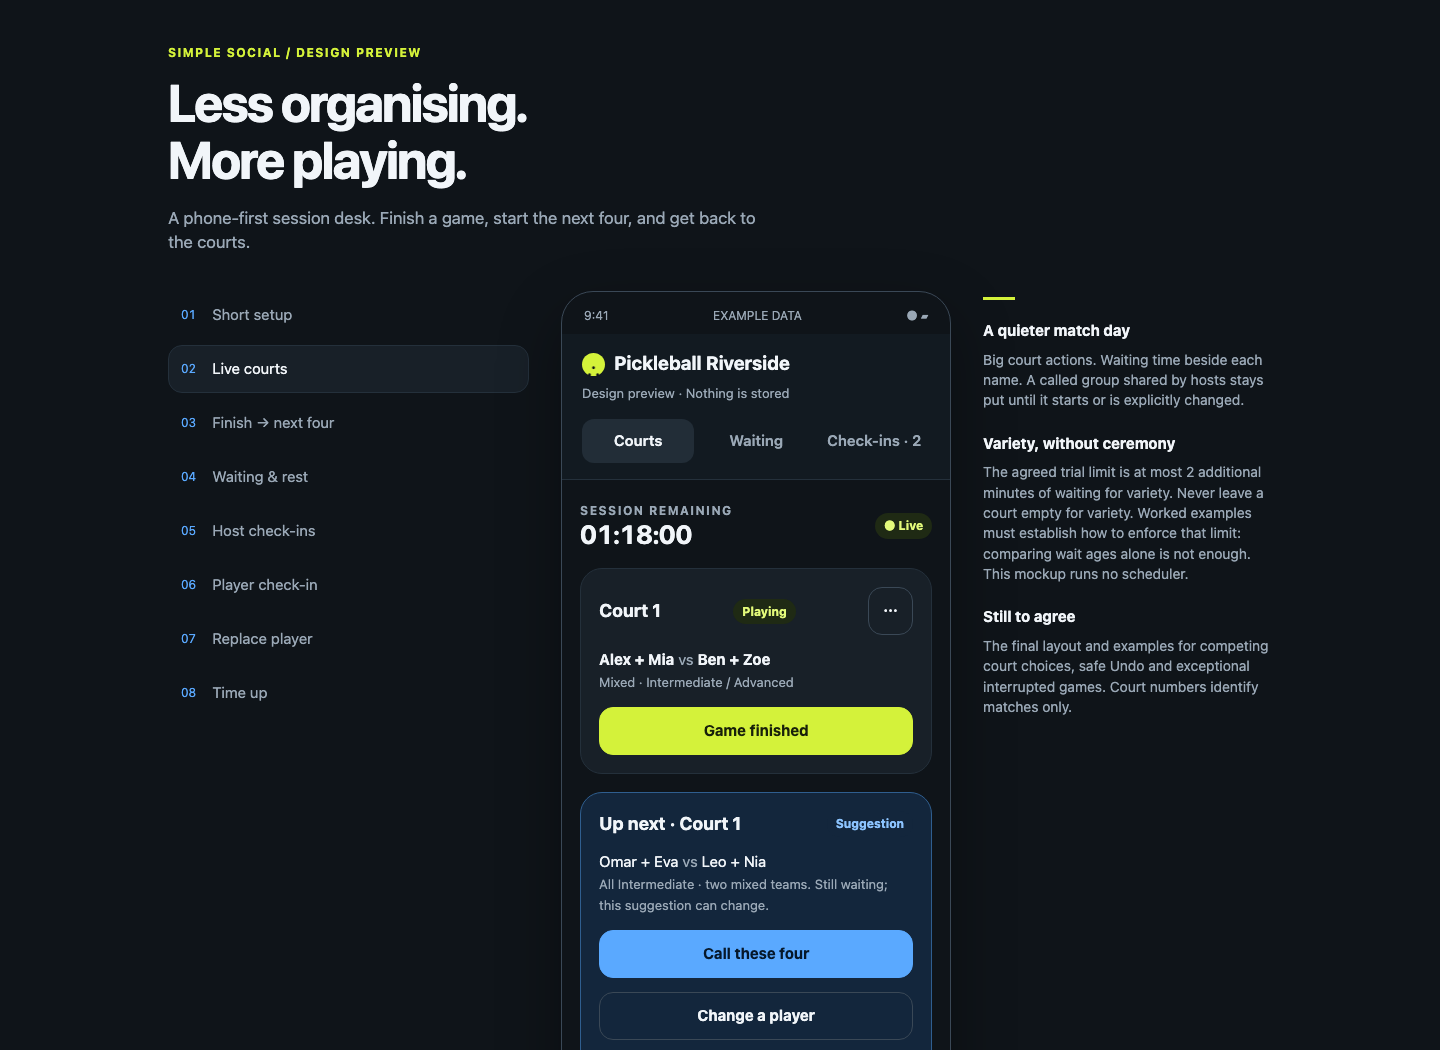 SIMPLE SOCIAL / DESIGN PREVIEW
Less organising.
More playing.
A phone-first session desk. Finish a game, start the next four, and get back to
the courts.
01 Short setup
02 Live courts
03 Finish → next four
04 Waiting & rest
05 Host check-ins
06 Player check-in
07 Replace player
08 Time up
9:41 EXAMPLE DATA
Pickleball Riverside
Design preview · Nothing is stored
Courts Waiting Check-ins · 2
SESSION REMAINING
01:18:00
Live
Court 1 Playing ...
Alex + Mia vs Ben + Zoe
Mixed · Intermediate / Advanced
Game finished
Up next · Court 1 Suggestion
Omar + Eva vs Leo + Nia
All Intermediate · two mixed teams. Still waiting;
this suggestion can change.
Call these four
Change a player
A quieter match day
Big court actions. Waiting time beside each
name. A called group shared by hosts stays
put until it starts or is explicitly changed.
Variety, without ceremony
The agreed trial limit is at most 2 additional
minutes of waiting for variety. Never leave a
court empty for variety. Worked examples
must establish how to enforce that limit:
comparing wait ages alone is not enough.
This mockup runs no scheduler.
Still to agree
The final layout and examples for competing
court choices, safe Undo and exceptional
interrupted games. Court numbers identify
matches only.